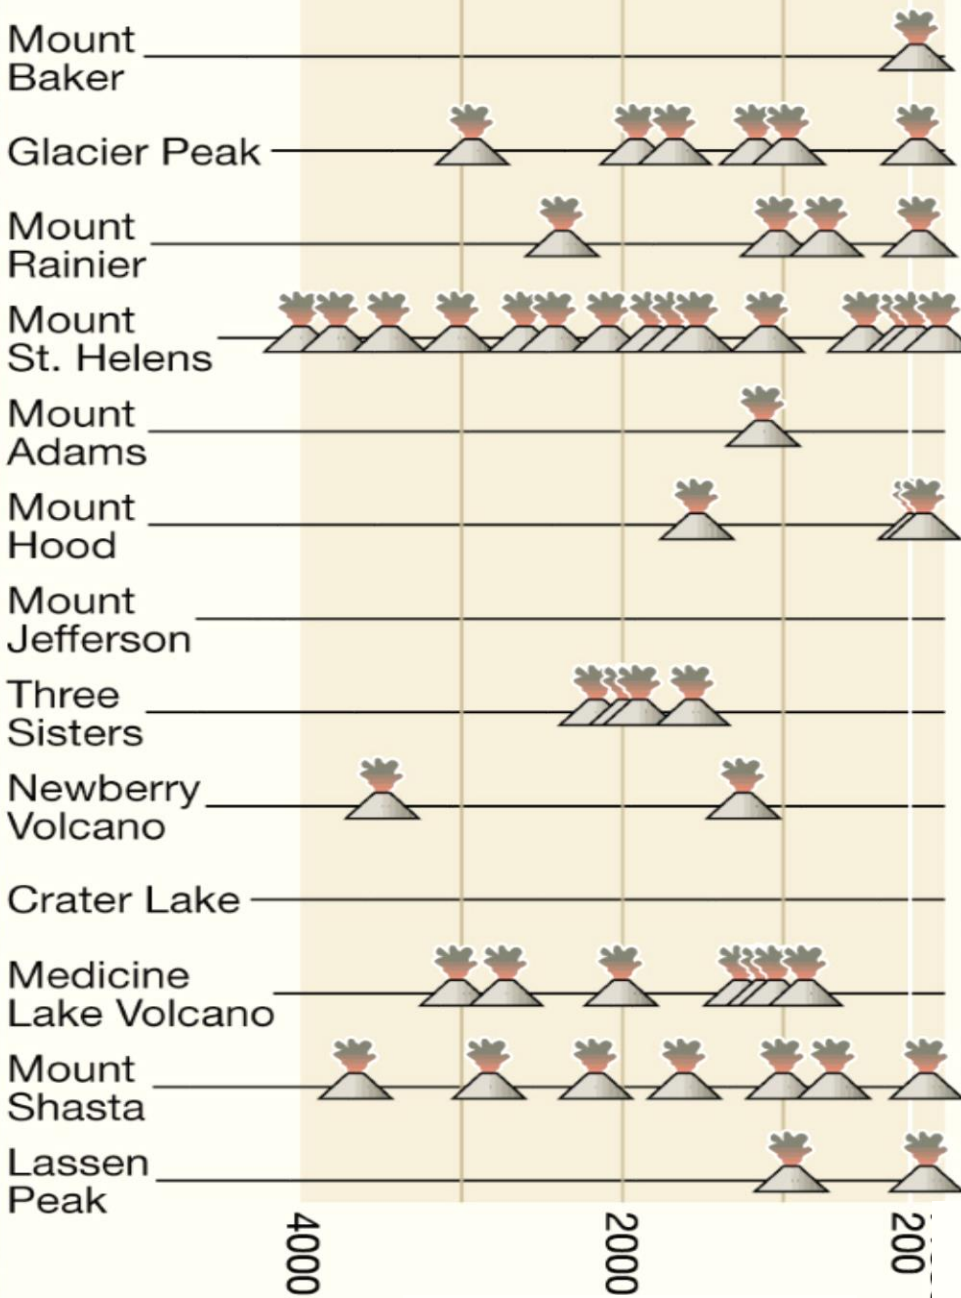 Mount
Baker
Glacier Peak
Mount
Rainier
Mount
St. Helens
Mount
Adams
Mount
Hood
Mount
Jefferson
Three
Sisters
Newberry
Volcano
Crater Lake
Medicine
Lake Volcano
Mount
Shasta
Lassen
Peak
4000
2000
200